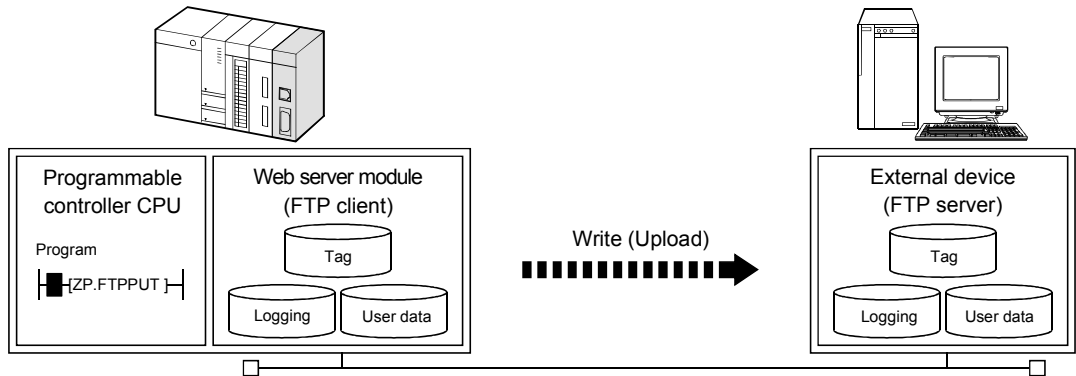 Programmable
controller CPU
Program
[ZP.FTPPUT ]
Web server module
(FTP client)
Tag
Logging
User data
Write (Upload)
External device
(FTP server)
Tag
Logging
User data